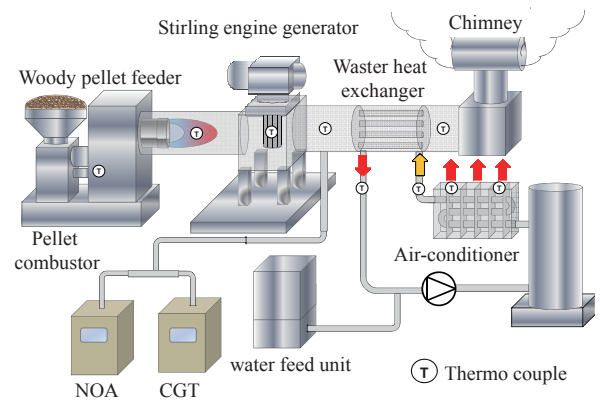 Stirling engine generator
Chimney
Woody pellet feeder
Waster heat
exchanger
T
T
T
T
T
T
T
T
T
Pellet
combustor
Air-conditioner
water feed unit
T Thermo couple
NOA
CGT